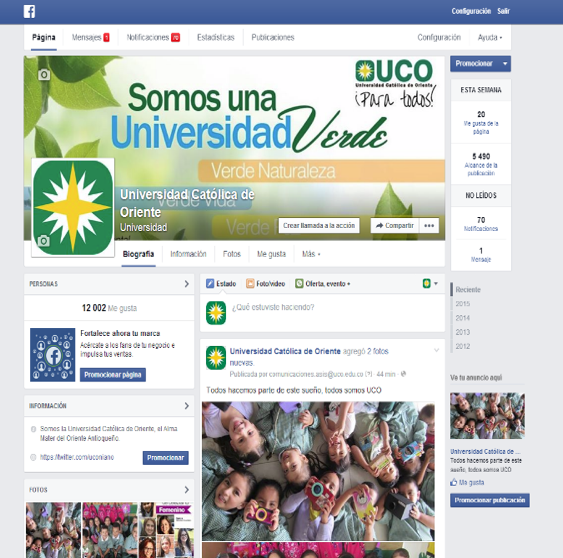 Configuración Salir
Página Mensajes 1 Notificaciones 70 Estadísticas Publicaciones Configuración Ayuda
UCO
Universidad Católica de Oriente
¡Para todos!
Somos una
Universidad Verde
Verde Naturaleza
Verde Vida
Verde
Universidad Católica de
Oriente
Universidad
Crear llamada a la acción Compartir
Biografía Información Fotos Me gusta Más
Promocionar
ESTA SEMANA
20
Me gusta de la
página
5 490
Alcance de la
publicación
NO LEÍDOS
70
Notificaciones
1
Mensaje
Reciente
2015
2014
2013
2012
PERSONAS
12 002 Me gusta
Fortalece ahora tu marca
Acércate a los fans de tu negocio e
impulsa tus ventas.
Promocionar página
INFORMACIÓN
Somos la Universidad Católica de Oriente, el Alma
Mater del Oriente Antioqueño.
https://twitter.com/uconiano
Promocionar
FOTOS
Femenino
Estado Foto/video Oferta, evento +
¿Qué estuviste haciendo?
Universidad Católica de Oriente agregó 2 fotos
nuevas.
Publicada por comunicaciones.asis@uco.edu.co [?] · 44 min ·
Todos hacemos parte de este sueño, todos somos UCO
Ve tu anuncio aquí
Universidad Católica de ...
Todos hacemos parte de este
sueño, todos somos UCO
Me gusta
Promocionar publicación